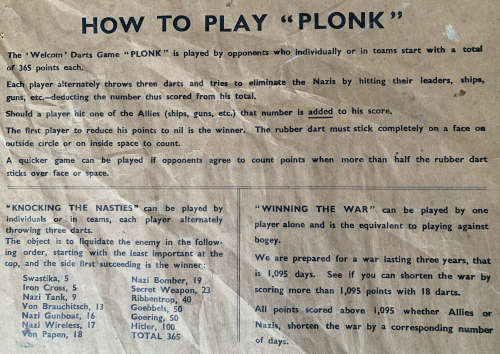 HOW TO PLAY “PLONK”
The ‘Welcom’ Darts Game “PLONK” is played by opponents who individually or in teams start with a total
of 365 points each.
Each player alternately throws three darts and tries to eliminate the Nazis by hitting their leaders, ships,
guns, etc.—deducting the number thus scored from his total.
Should a player hit one of the Allies (ships, guns, etc.) that number is added to his score.
The first player to reduce his points to nil is the winner. The rubber dart must stick completely on a face on
outside circle or on inside space to count.
A quicker game can be played if opponents agree to count points when more than half the rubber dart
sticks over face or space.
“KNOCKING THE NASTIES” can be played by
individuals or in teams, each player alternately
throwing three darts.
The object is to liquidate the enemy in the follow-
ing order, starting with the least important at the
top, and the side first succeeding is the winner:
Swastika, 5
Iron Cross, 5
Nazi Tank, 9
Von Brauchitsch, 13
Nazi Gunboat, 16
Nazi Wireless, 17
Von Papen, 18
Nazi Bomber, 19
Secret Weapon, 23
Ribbentrop, 40
Goebbels, 50
Goering, 50
Hitler, 100
TOTAL 365
“WINNING THE WAR” can be played by one
player alone and is the equivalent to playing against
bogey.
We are prepared for a war lasting three years, that
is, 1,095 days. See if you can shorten the war by
scoring more than 1,095 points with 18 darts.
All points scored above 1,095 whether Allies or
Nazis, shorten the war by a corresponding number
of days.